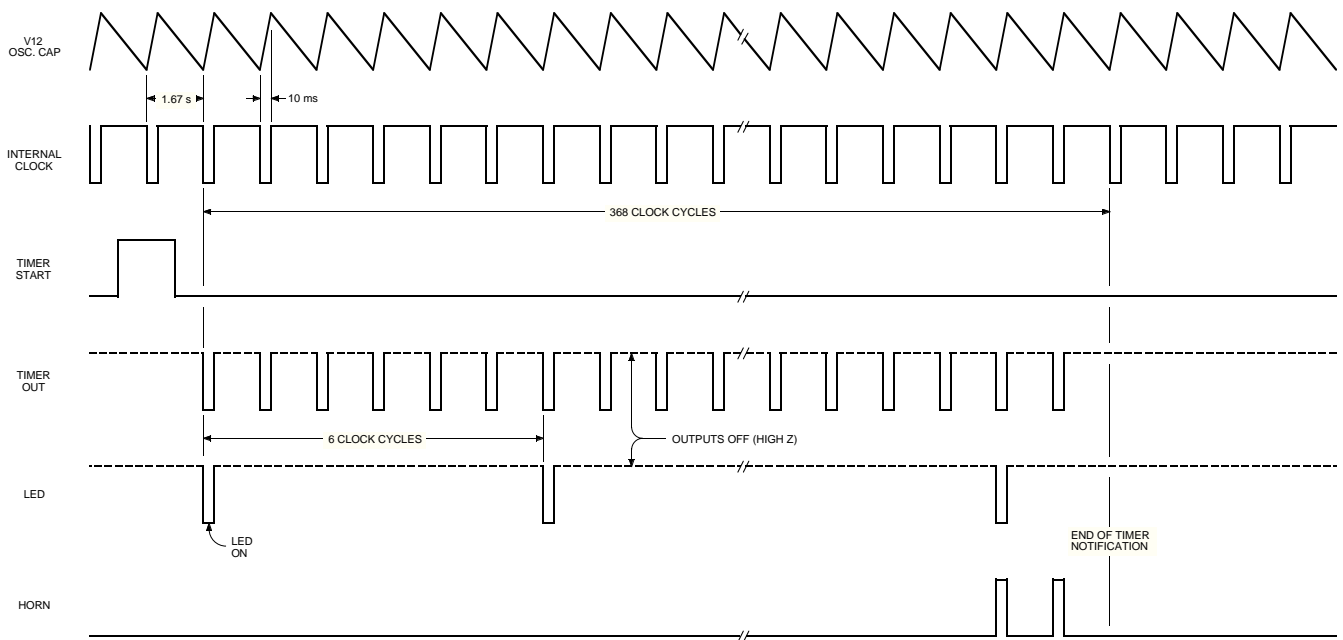 V12
OSC. CAP
1.67 s
10 ms
INTERNAL
CLOCK
368 CLOCK CYCLES
TIMER
START
TIMER
OUT
6 CLOCK CYCLES
OUTPUTS OFF (HIGH Z)
LED
LED
ON
END OF TIMER
NOTIFICATION
HORN